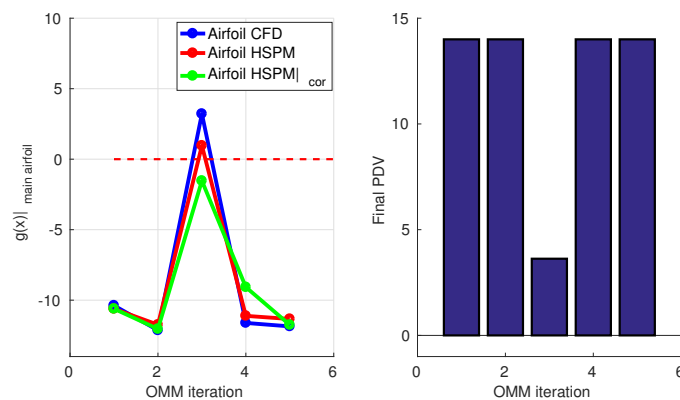 10
5
0
-5
-10
g(x)| main airfoil
Airfoil CFD
Airfoil HSPM
Airfoil HSPM| cor
0 2 4 6
OMM iteration
15
10
5
0
Final PDV
0 2 4 6
OMM iteration